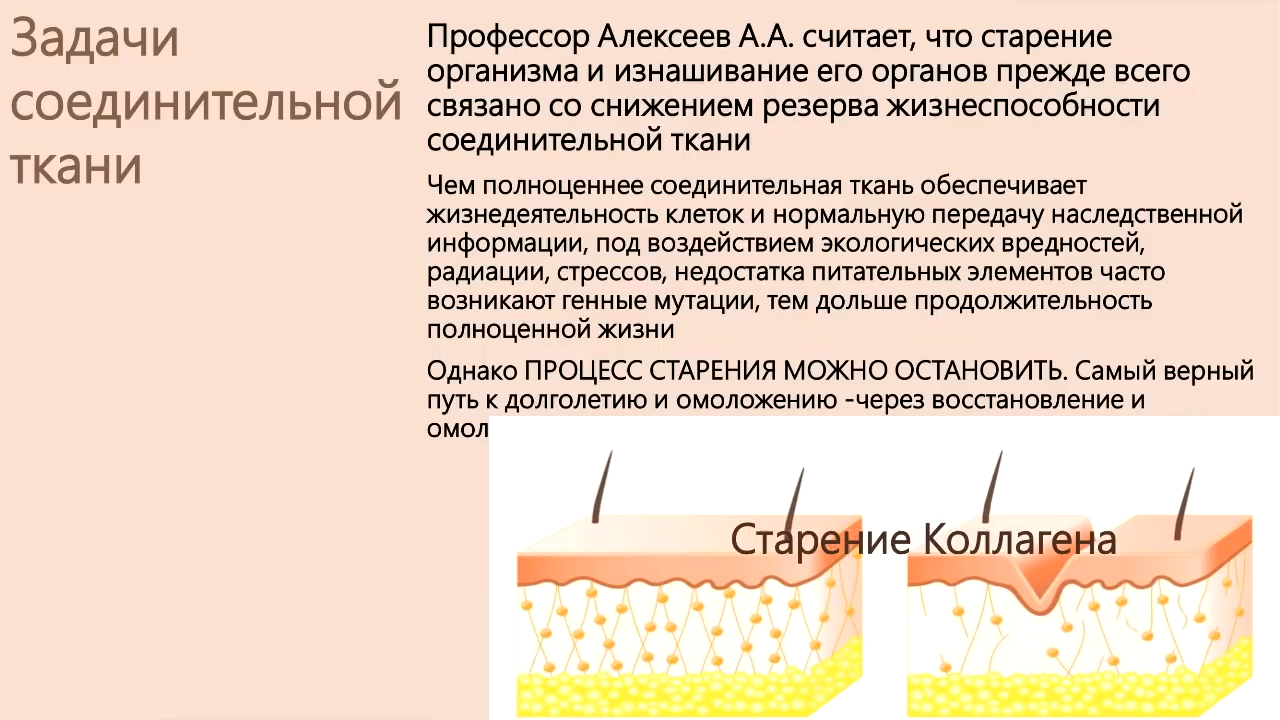 Задачи
соединительной
ткани
Профессор Алексеев А.А. считает, что старение
организма и изнашивание его органов прежде всего
связано со снижением резерва жизнеспособности
соединительной ткани
Чем полноценнее соединительная ткань обеспечивает
жизнедеятельность клеток и нормальную передачу наследственной
информации, под воздействием экологических вредностей,
радиации, стрессов, недостатка питательных элементов часто
возникают генные мутации, тем дольше продолжительность
полноценной жизни
Однако ПРОЦЕСС СТАРЕНИЯ МОЖНО ОСТАНОВИТЬ. Самый верный
путь к долголетию и омоложению -через восстановление и
Старение Коллагена